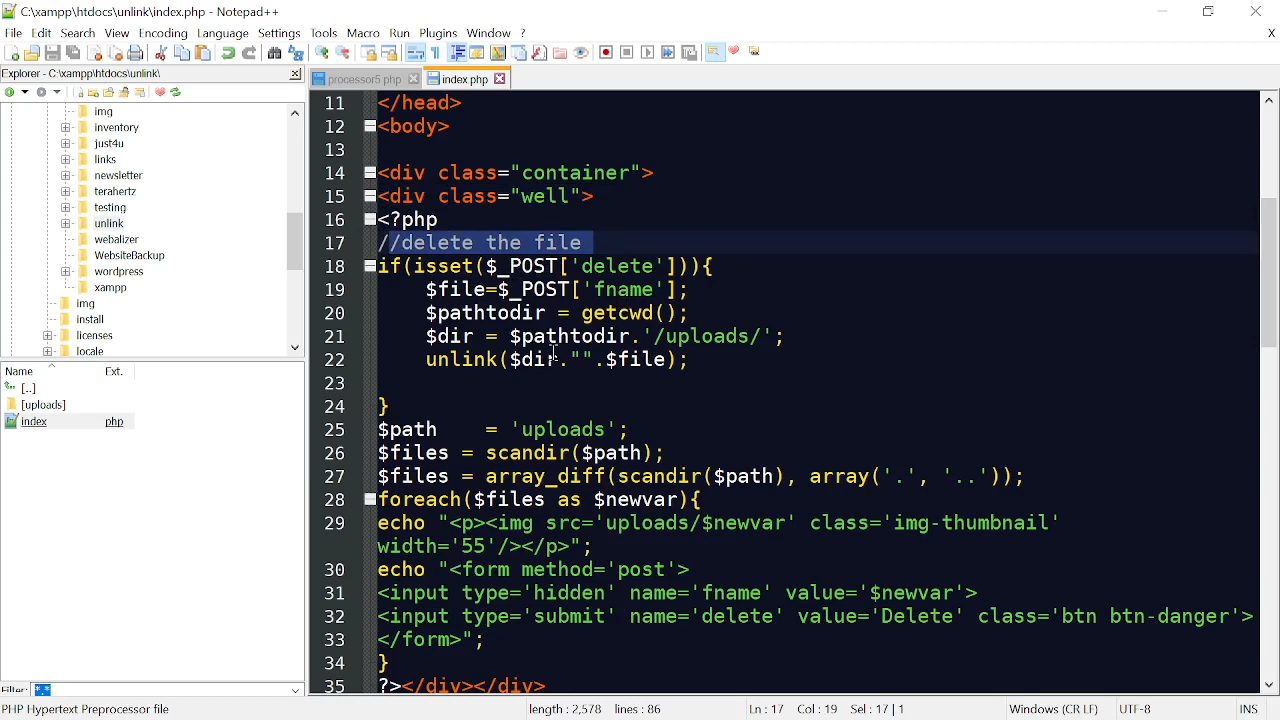 C:\xampp\htdocs\unlink\index.php - Notepad++
File Edit Search View Encoding Language Settings Tools Macro Run Plugins Window ? X
Explorer - C:\xampp\htdocs\unlink\
processor5.php
index.php
img
inventory
just4u
links
newsletter
terahertz
testing
unlink
webalizer
WebsiteBackup
wordpress
xampp
img
install
licenses
locale
Name Ext.
[..]
[uploads]
index php
Filter: *.*
11 </head>
12 <body>
13
14 <div class="container">
15 <div class="well">
16 <?php
17 //delete the file
18 if(isset($_POST['delete'])){
19 $file=$_POST['fname'];
20 $pathtodir = getcwd();
21 $dir = $pathtodir.'/uploads/';
22 unlink($dir."".$file);
23
24 }
25 $path = 'uploads';
26 $files = scandir($path);
27 $files = array_diff(scandir($path), array('.', '..'));
28 foreach($files as $newvar){
29 echo "<p><img src='uploads/$newvar' class='img-thumbnail'
width='55'/></p>";
30 echo "<form method='post'>
31 <input type='hidden' name='fname' value='$newvar'>
32 <input type='submit' name='delete' value='Delete' class='btn btn-danger'>
33 </form>";
34 }
35 ?></div></div>
PHP Hypertext Preprocessor file length : 2,578 lines : 86 Ln : 17 Col : 19 Sel : 17 | 1 Windows (CR LF) UTF-8 INS